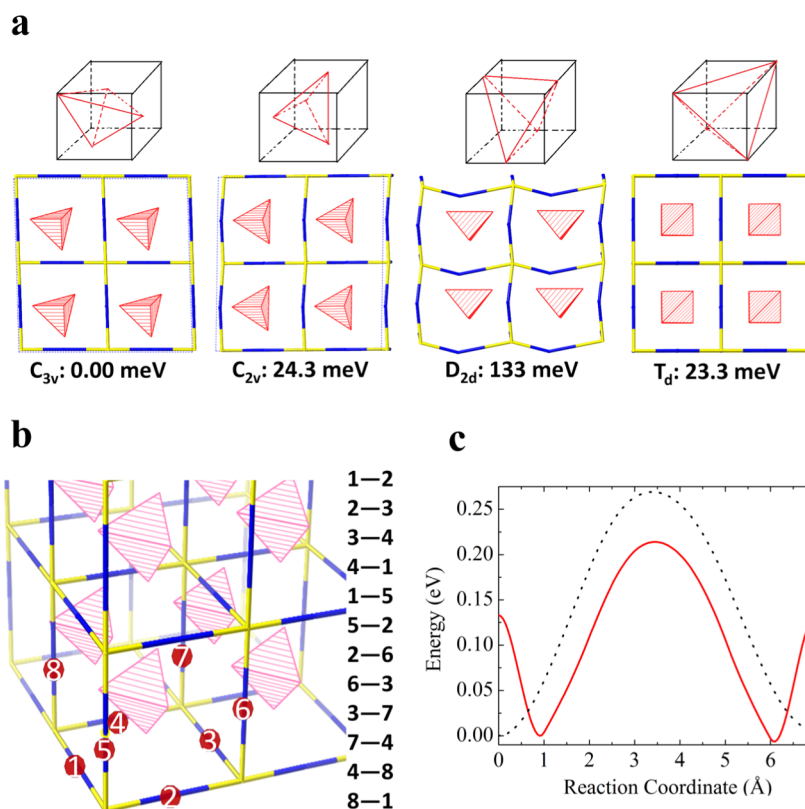 a
C3v: 0.00 meV
C2v: 24.3 meV
D2d: 133 meV
Td: 23.3 meV
b
1—2
2—3
3—4
4—1
1—5
5—2
2—6
6—3
3—7
7—4
4—8
8—1
7
8
4
6
5
3
1
2
c
Energy (eV)
0.25
0.20
0.15
0.10
0.05
0.00
0 1 2 3 4 5 6
Reaction Coordinate (Å)